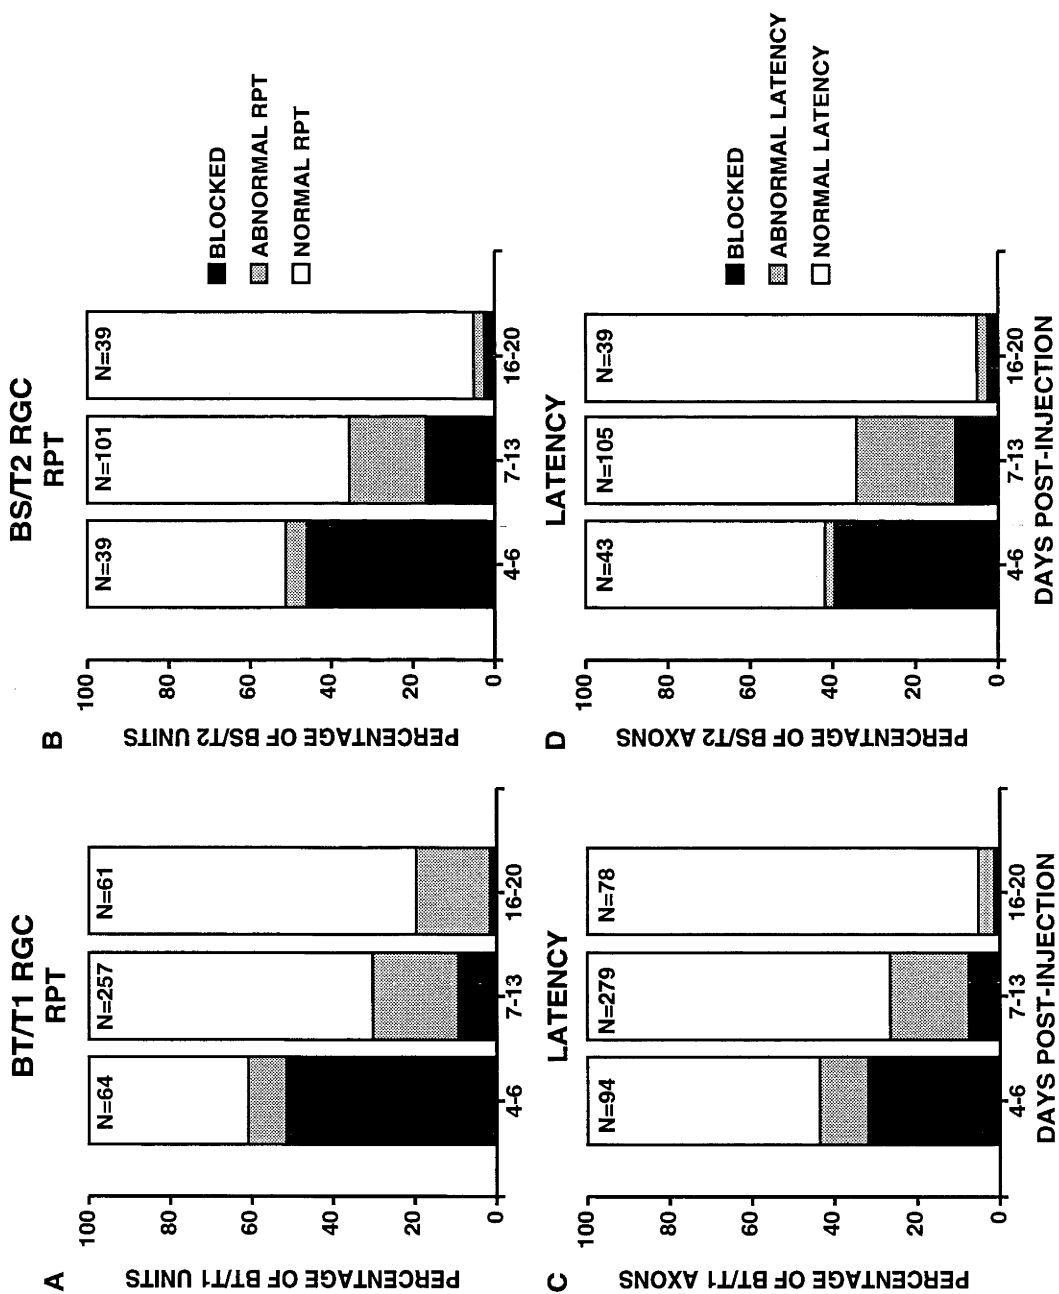 A
BT/T1 RGC
RPT
PERCENTAGE OF BT/T1 UNITS
100
80
60
40
20
0
N=64
N=257
N=61
4-6
7-13
16-20
B
BS/T2 RGC
RPT
PERCENTAGE OF BS/T2 UNITS
100
80
60
40
20
0
N=39
N=101
N=39
4-6
7-13
16-20
BLOCKED
ABNORMAL RPT
NORMAL RPT
C
LATENCY
PERCENTAGE OF BT/T1 AXONS
100
80
60
40
20
0
N=94
N=279
N=78
4-6
7-13
16-20
DAYS POST-INJECTION
D
LATENCY
PERCENTAGE OF BS/T2 AXONS
100
80
60
40
20
0
N=43
N=105
N=39
4-6
7-13
16-20
DAYS POST-INJECTION
BLOCKED
ABNORMAL LATENCY
NORMAL LATENCY